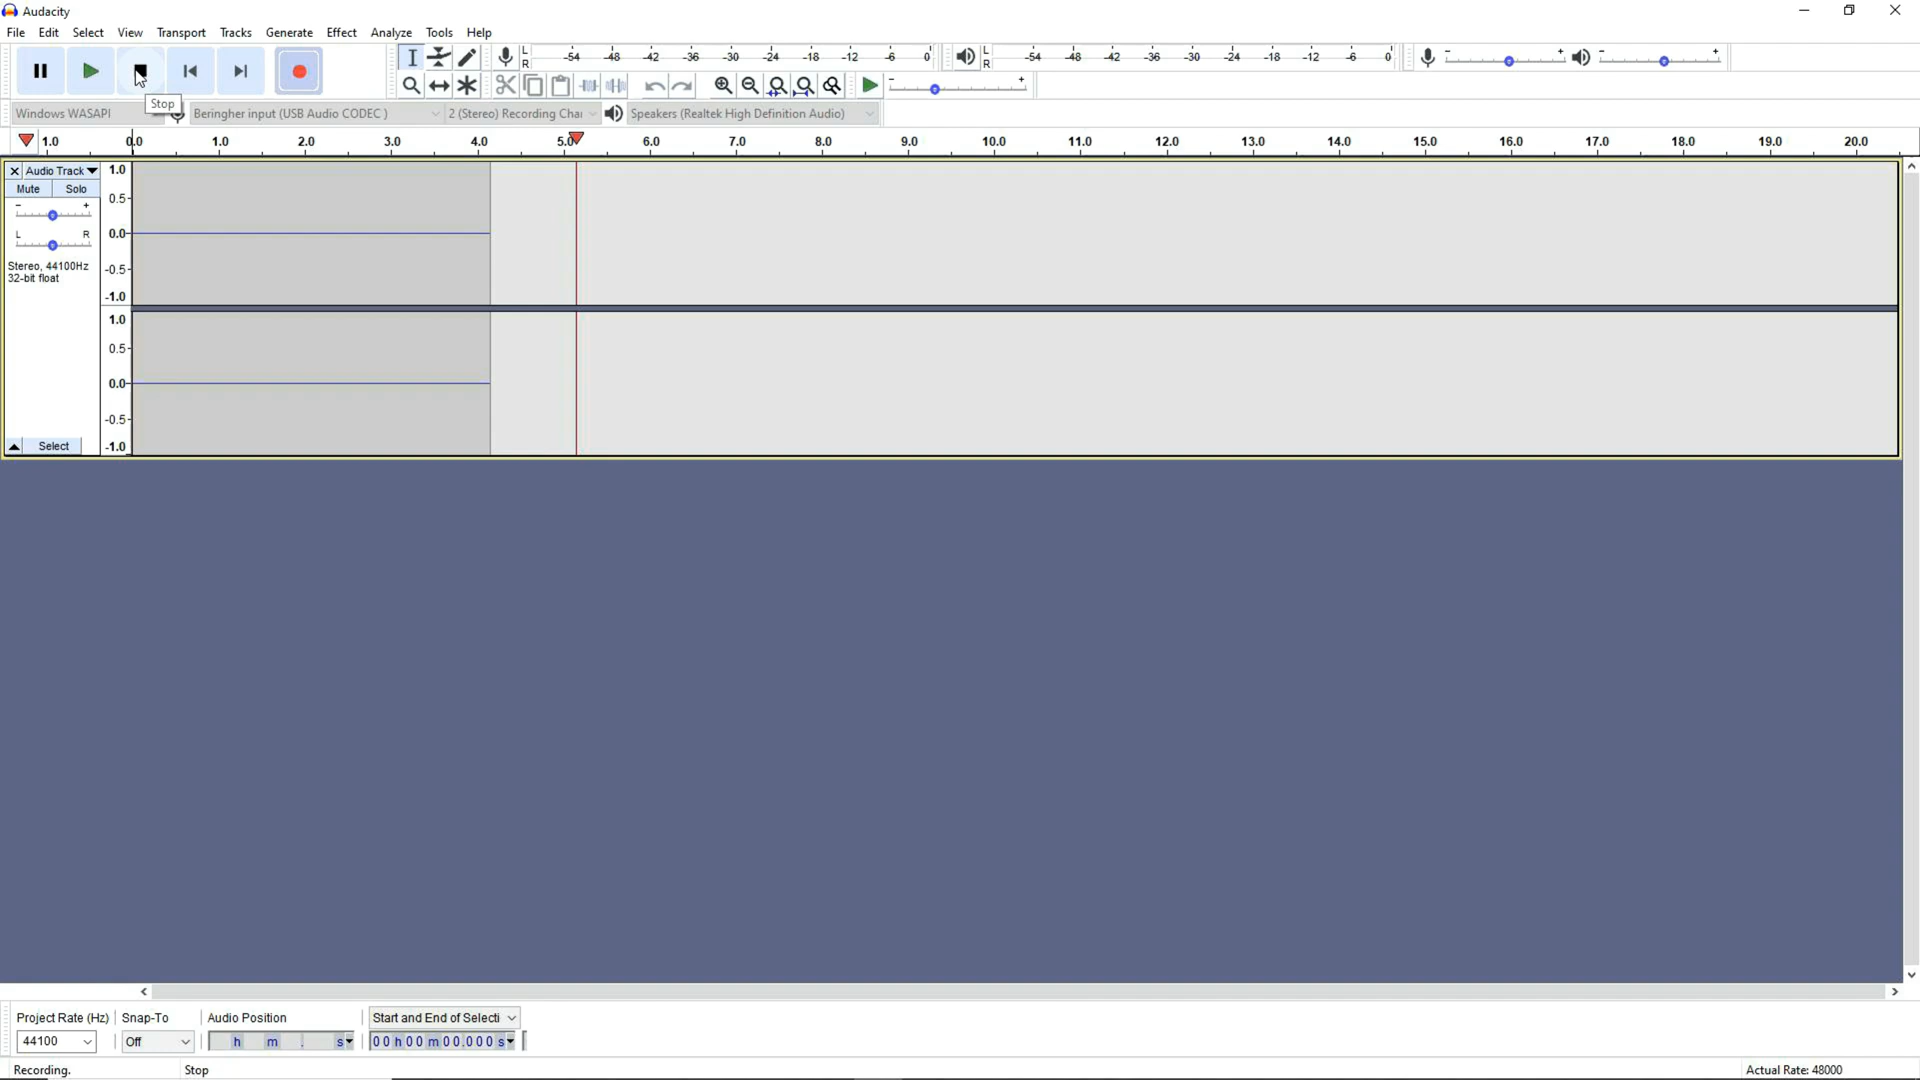 Audacity
File Edit Select View Transport Tracks Generate Effect Analyze Tools Help
L
R -54 -48 -42 -36 -30 -24 -18 -12 -6 0
L
R -54 -48 -42 -36 -30 -24 -18 -12 -6 0
- + - +
- +
Stop
Windows WASAPI Beringher input (USB Audio CODEC ) 2 (Stereo) Recording Chai Speakers (Realtek High Definition Audio)
1.0 0.0 1.0 2.0 3.0 4.0 5.0 6.0 7.0 8.0 9.0 10.0 11.0 12.0 13.0 14.0 15.0 16.0 17.0 18.0 19.0 20.0
Audio Track 1.0
Mute Solo 0.5
- +
L R 0.0
Stereo, 44100Hz -0.5
32-bit float
-1.0
1.0
0.5
0.0
-0.5
Select -1.0
Project Rate (Hz) Snap-To Audio Position Start and End of Selecti
44100 Off h m . s 00 h 00 m 00.000 s
Recording. Stop Actual Rate: 48000